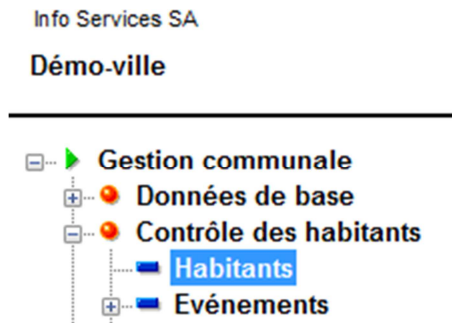 Info Services SA
Démo-ville
Gestion communale
Données de base
Contrôle des habitants
Habitants
Evénements